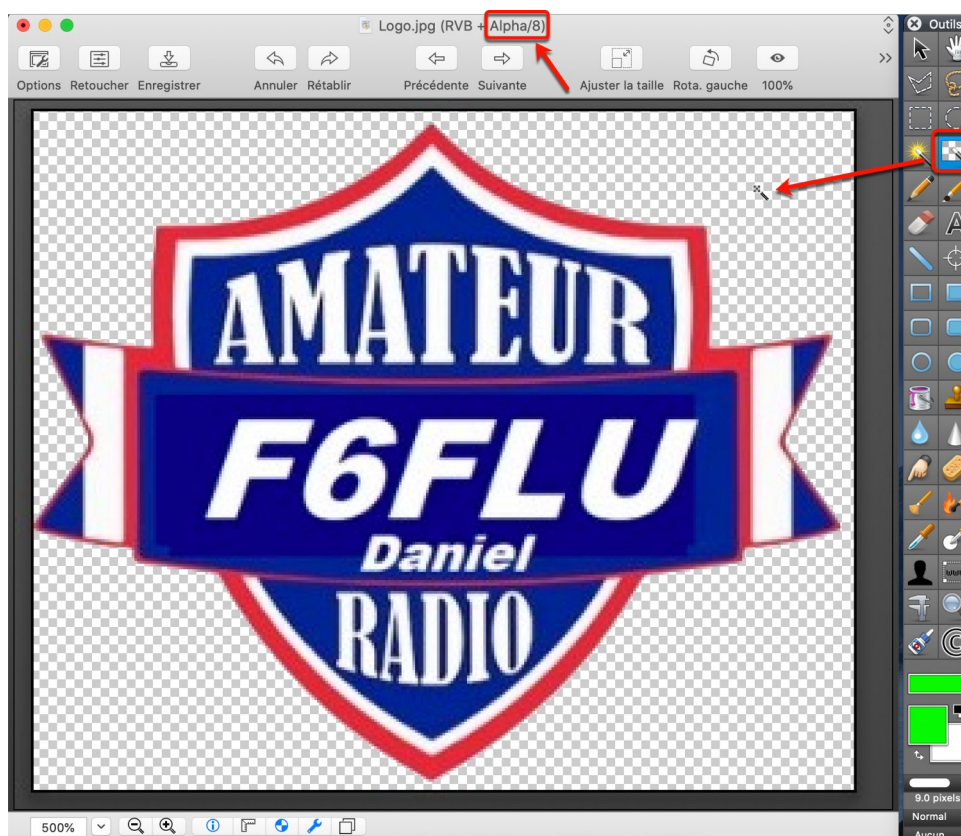 Logo.jpg (RVB + Alpha/8)
Outils
Options Retoucher Enregistrer Annuler Rétablir Précédente Suivante Ajuster la taille Rota. gauche 100%
AMATEUR
F6FLU
Daniel
RADIO
9.0 pixels
Normal
Aucun
500%